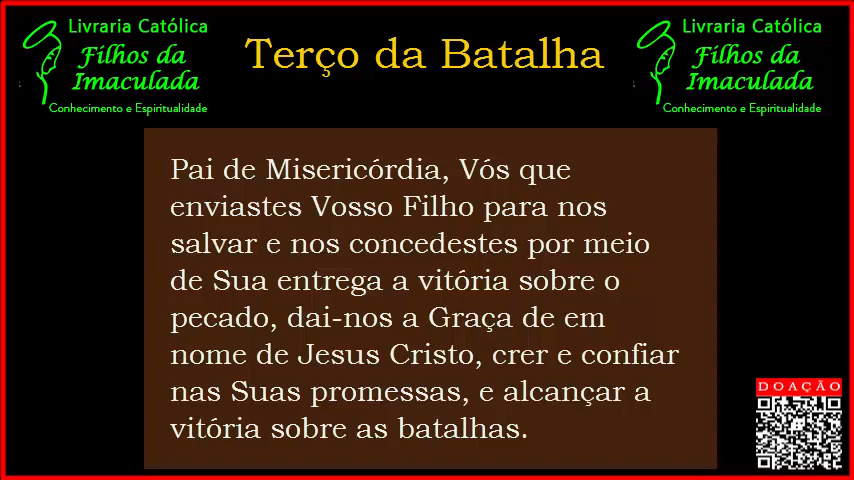 Livraria Católica
Filhos da
Imaculada
Conhecimento e Espiritualidade
Terço da Batalha
Livraria Católica
Filhos da
Imaculada
Conhecimento e Espiritualidade
Pai de Misericórdia, Vós que
enviastes Vosso Filho para nos
salvar e nos concedestes por meio
de Sua entrega a vitória sobre o
pecado, dai-nos a Graça de em
nome de Jesus Cristo, crer e confiar
nas Suas promessas, e alcançar a
vitória sobre as batalhas.
DOAÇÃO